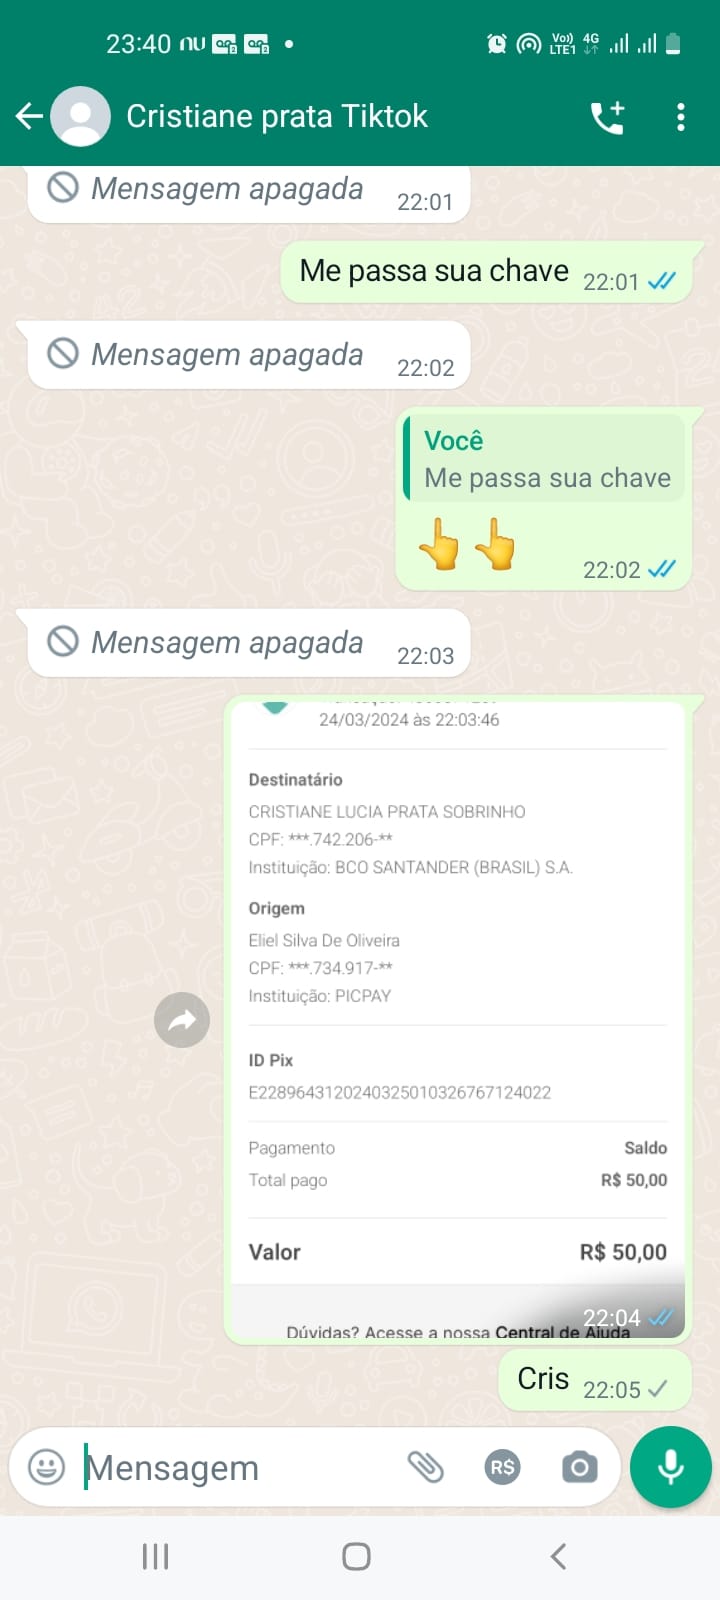 23:40
Vo)) 4G
LTE1
Cristiane prata Tiktok
Mensagem apagada 22:01
Me passa sua chave 22:01
Mensagem apagada 22:02
Você
Me passa sua chave
22:02
Mensagem apagada 22:03
24/03/2024 às 22:03:46
Destinatário
CRISTIANE LUCIA PRATA SOBRINHO
CPF: ***.742.206-**
Instituição: BCO SANTANDER (BRASIL) S.A.
Origem
Eliel Silva De Oliveira
CPF: ***.734.917-**
Instituição: PICPAY
ID Pix
E22896431202403250103267​67124022
Pagamento Saldo
Total pago R$ 50,00
Valor R$ 50,00
22:04
Dúvidas? Acesse a nossa Central de Ajuda
Cris 22:05
Mensagem R$